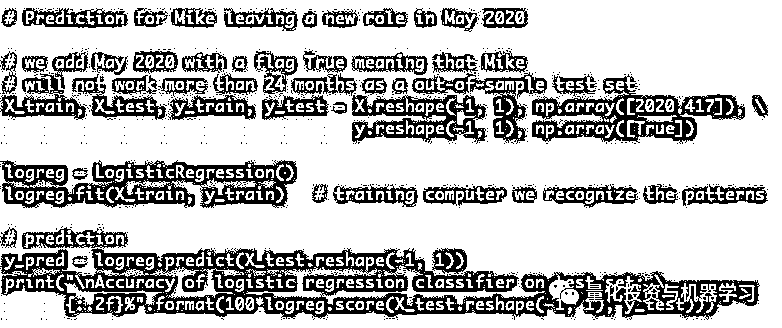 # Prediction for Mike leaving a new role in May 2020
# we add May 2020 with a flag True meaning that Mike
# will not work more than 24 months as a out-of-sample test set
X_train, X_test, y_train, y_test = X.reshape(-1, 1), np.array([2020.417]), \
y.reshape(-1, 1), np.array([True])
logreg = LogisticRegression()
logreg.fit(X_train, y_train) # training computer we recognize the patterns
# prediction
y_pred = logreg.predict(X_test.reshape(-1, 1))
print("\nAccuracy of logistic regression classifier on test set: \
{:.2f}%".format(100*logreg.score(X_test.reshape(-1, 1), y_test)))
量化投资与机器学习